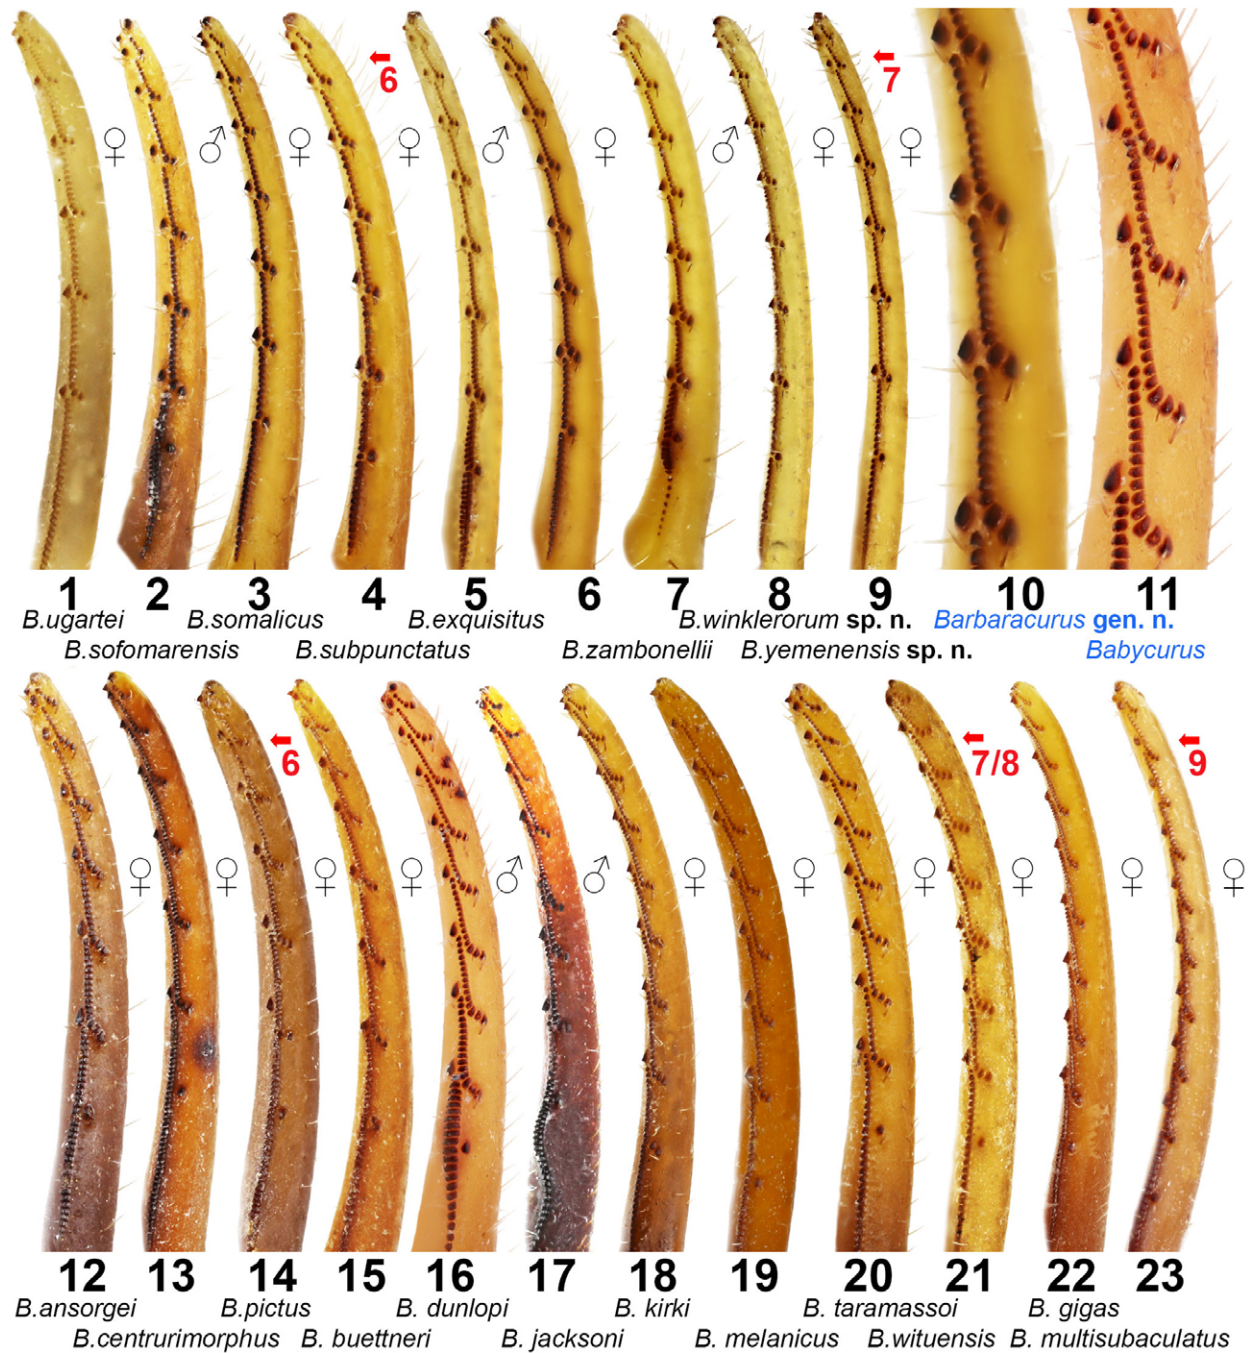 6 7
♀ ♂ ♀ ♀ ♂ ♀ ♂ ♀ ♀
1 2 3 4 5 6 7 8 9 10 11
B.ugartei B.somalicus B.exquisitus B.winklerorum sp. n. Barbaracurus gen. n.
B.sofomarensis B.subpunctatus B.zambonellii B.yemenensis sp. n. Babycurus
6 7/8 9
♀ ♀ ♀ ♀ ♂ ♂ ♀ ♀ ♀ ♀ ♀ ♀
12 13 14 15 16 17 18 19 20 21 22 23
B.ansorgei B.pictus B. dunlopi B. kirki B. taramassoi B. gigas
B.centrurimorphus B. buettneri B. jacksoni B. melanicus B.wituensis B. multisubaculatus